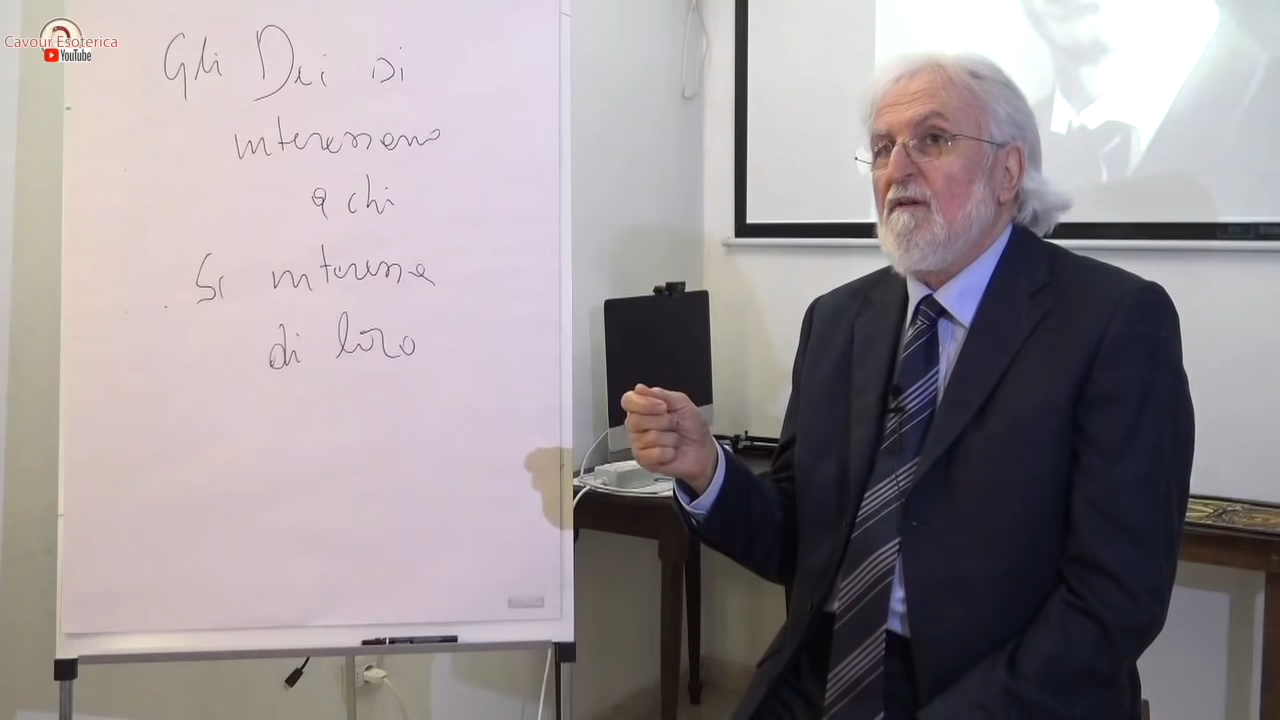 Cavour Esoterica
YouTube
Gli Dei si
interessano
a chi
Si interessa
di loro